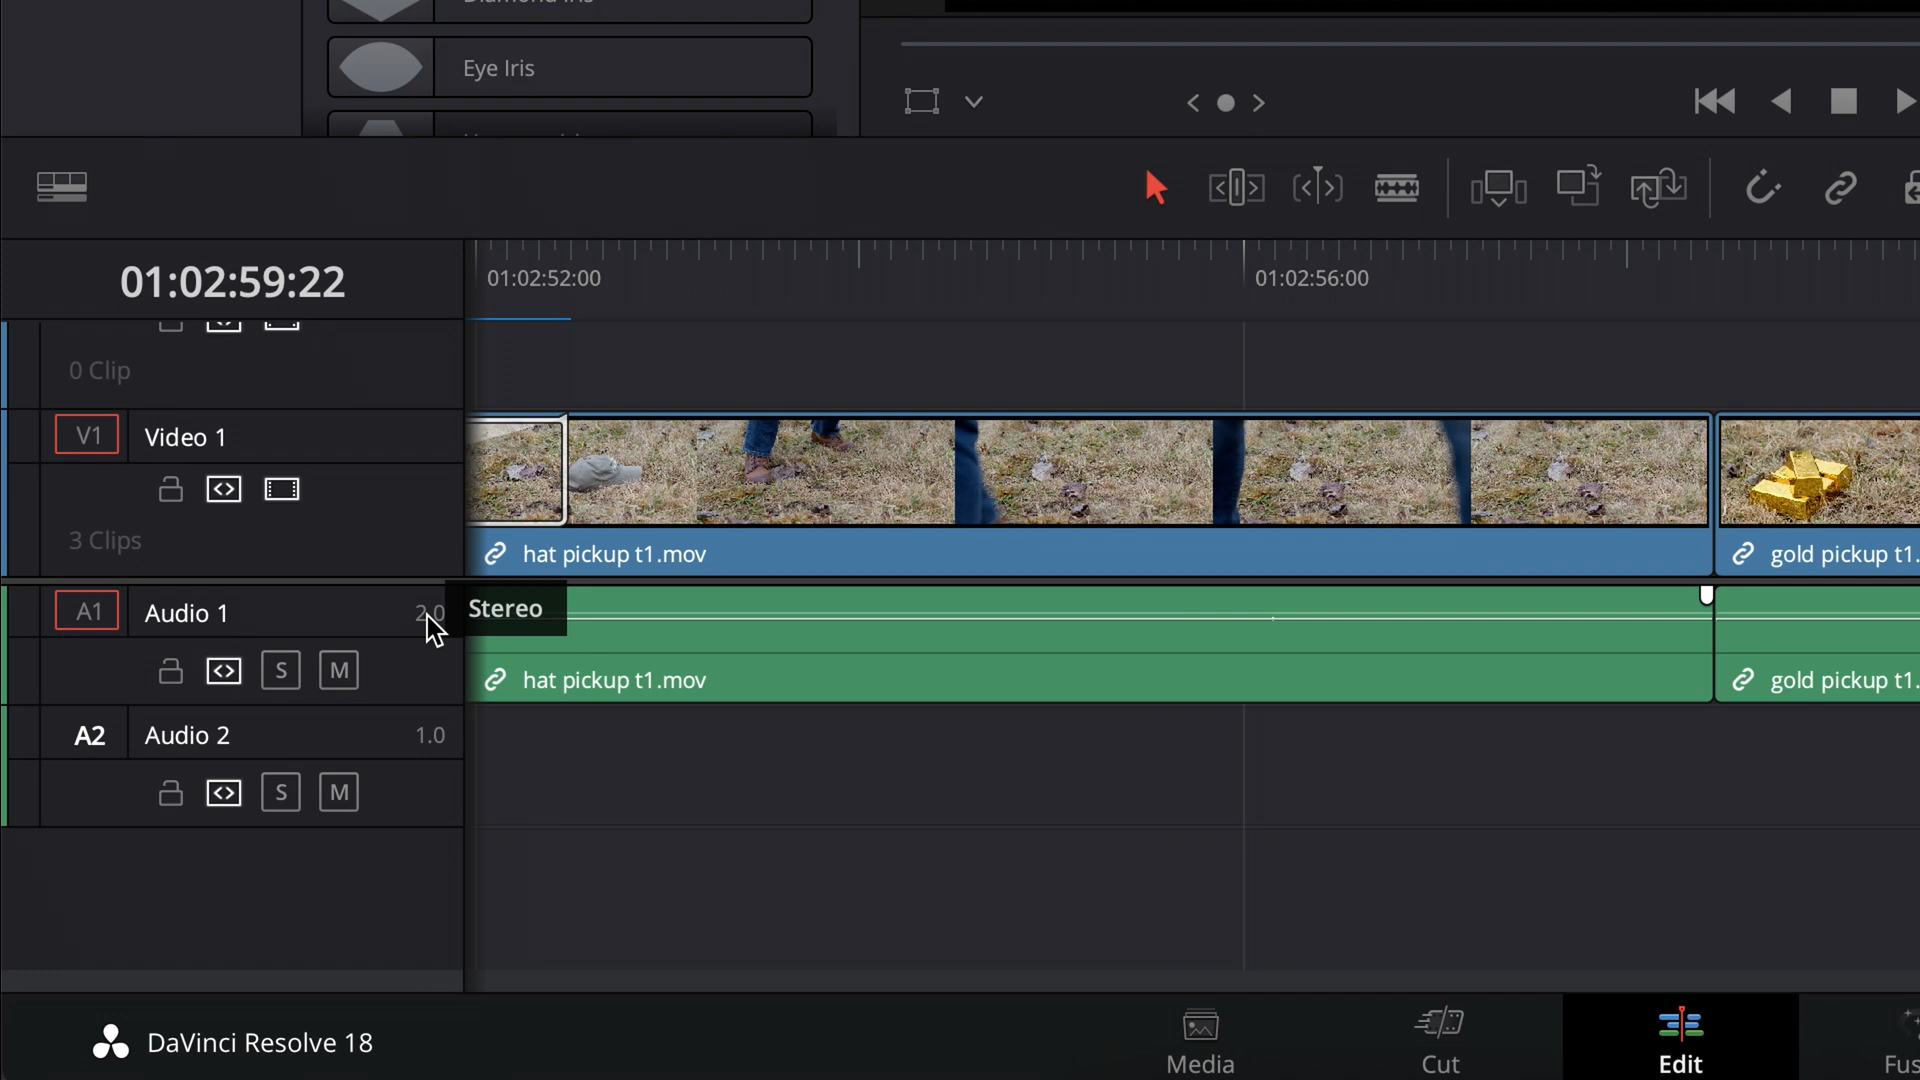 Diamond Iris
Eye Iris
01:02:59:22
01:02:52:00
01:02:56:00
0 Clip
V1
Video 1
3 Clips
hat pickup t1.mov
gold pickup t1.
A1
Audio 1
2.0
Stereo
S
M
hat pickup t1.mov
gold pickup t1.
A2
Audio 2
1.0
S
M
DaVinci Resolve 18
Media
Cut
Edit
Fus